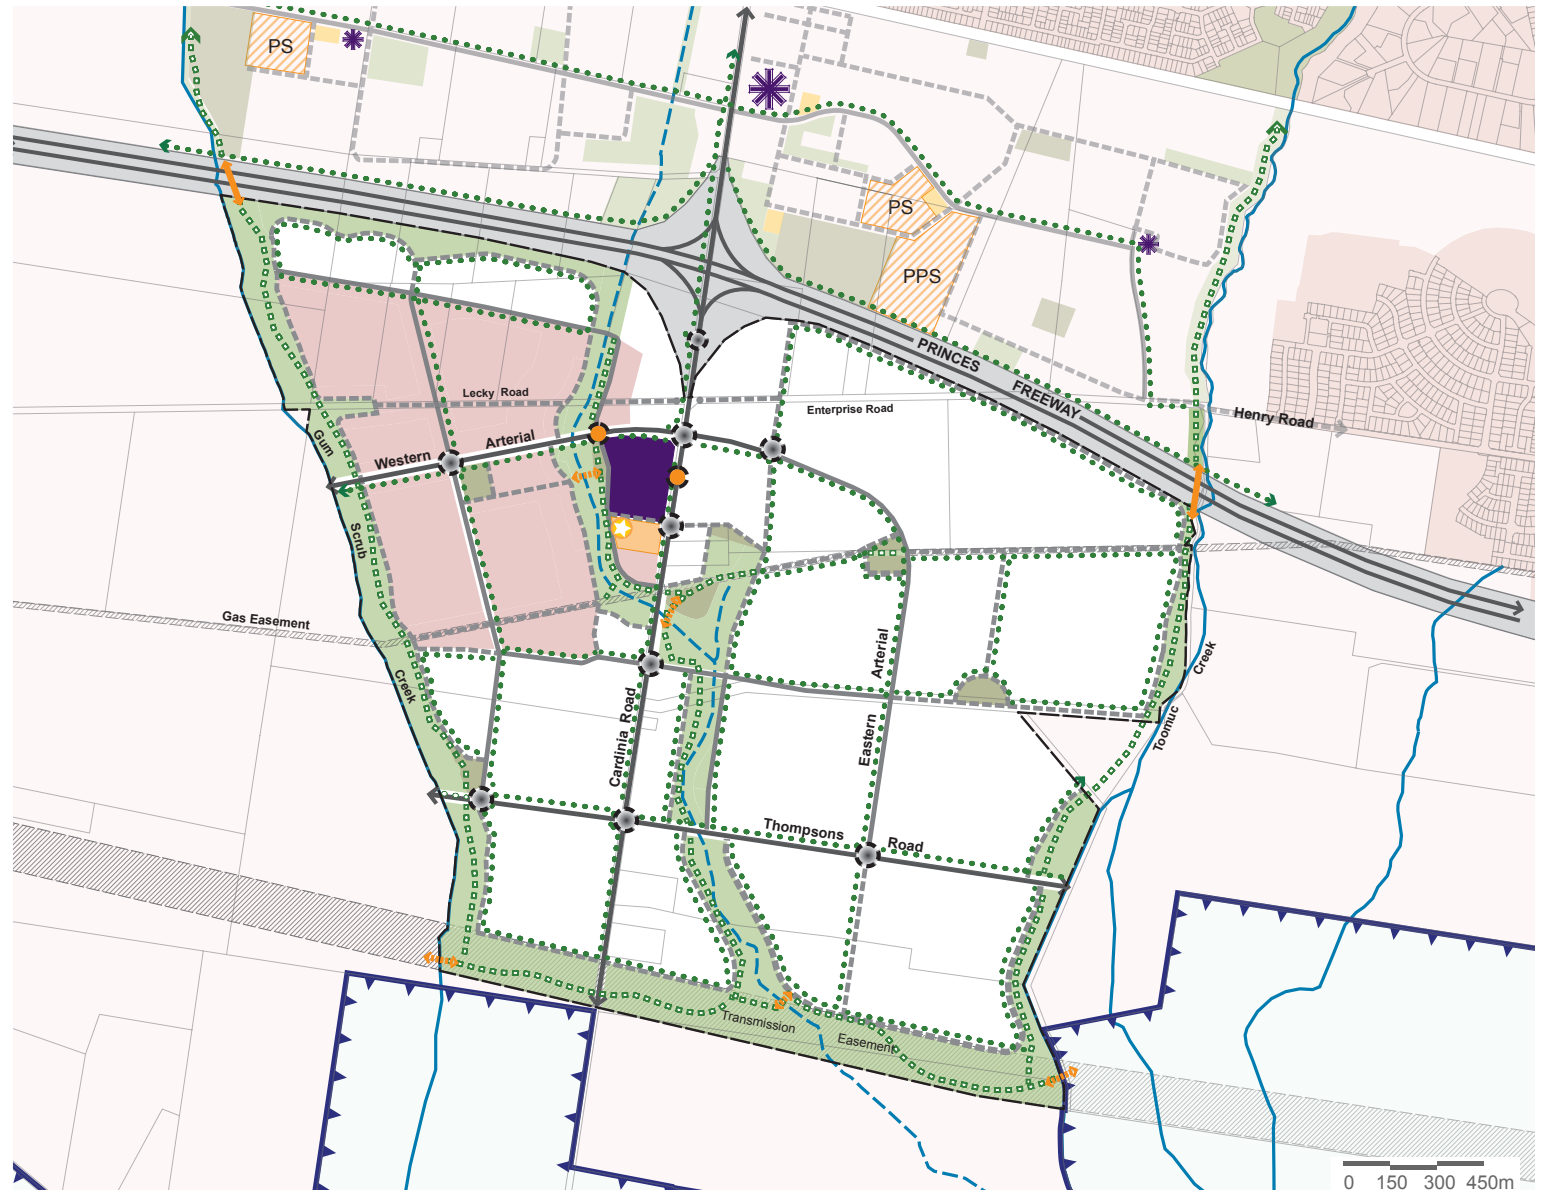 PS
PS
PPS
PRINCES
FREEWAY
Lecky Road
Enterprise Road
Henry Road
Western
Arterial
Gum
Scrub
Creek
Gas Easement
Cardinia Road
Eastern
Arterial
Creek
Toomuc
Thompsons
Road
Transmission
Easement
0 150 300 450m